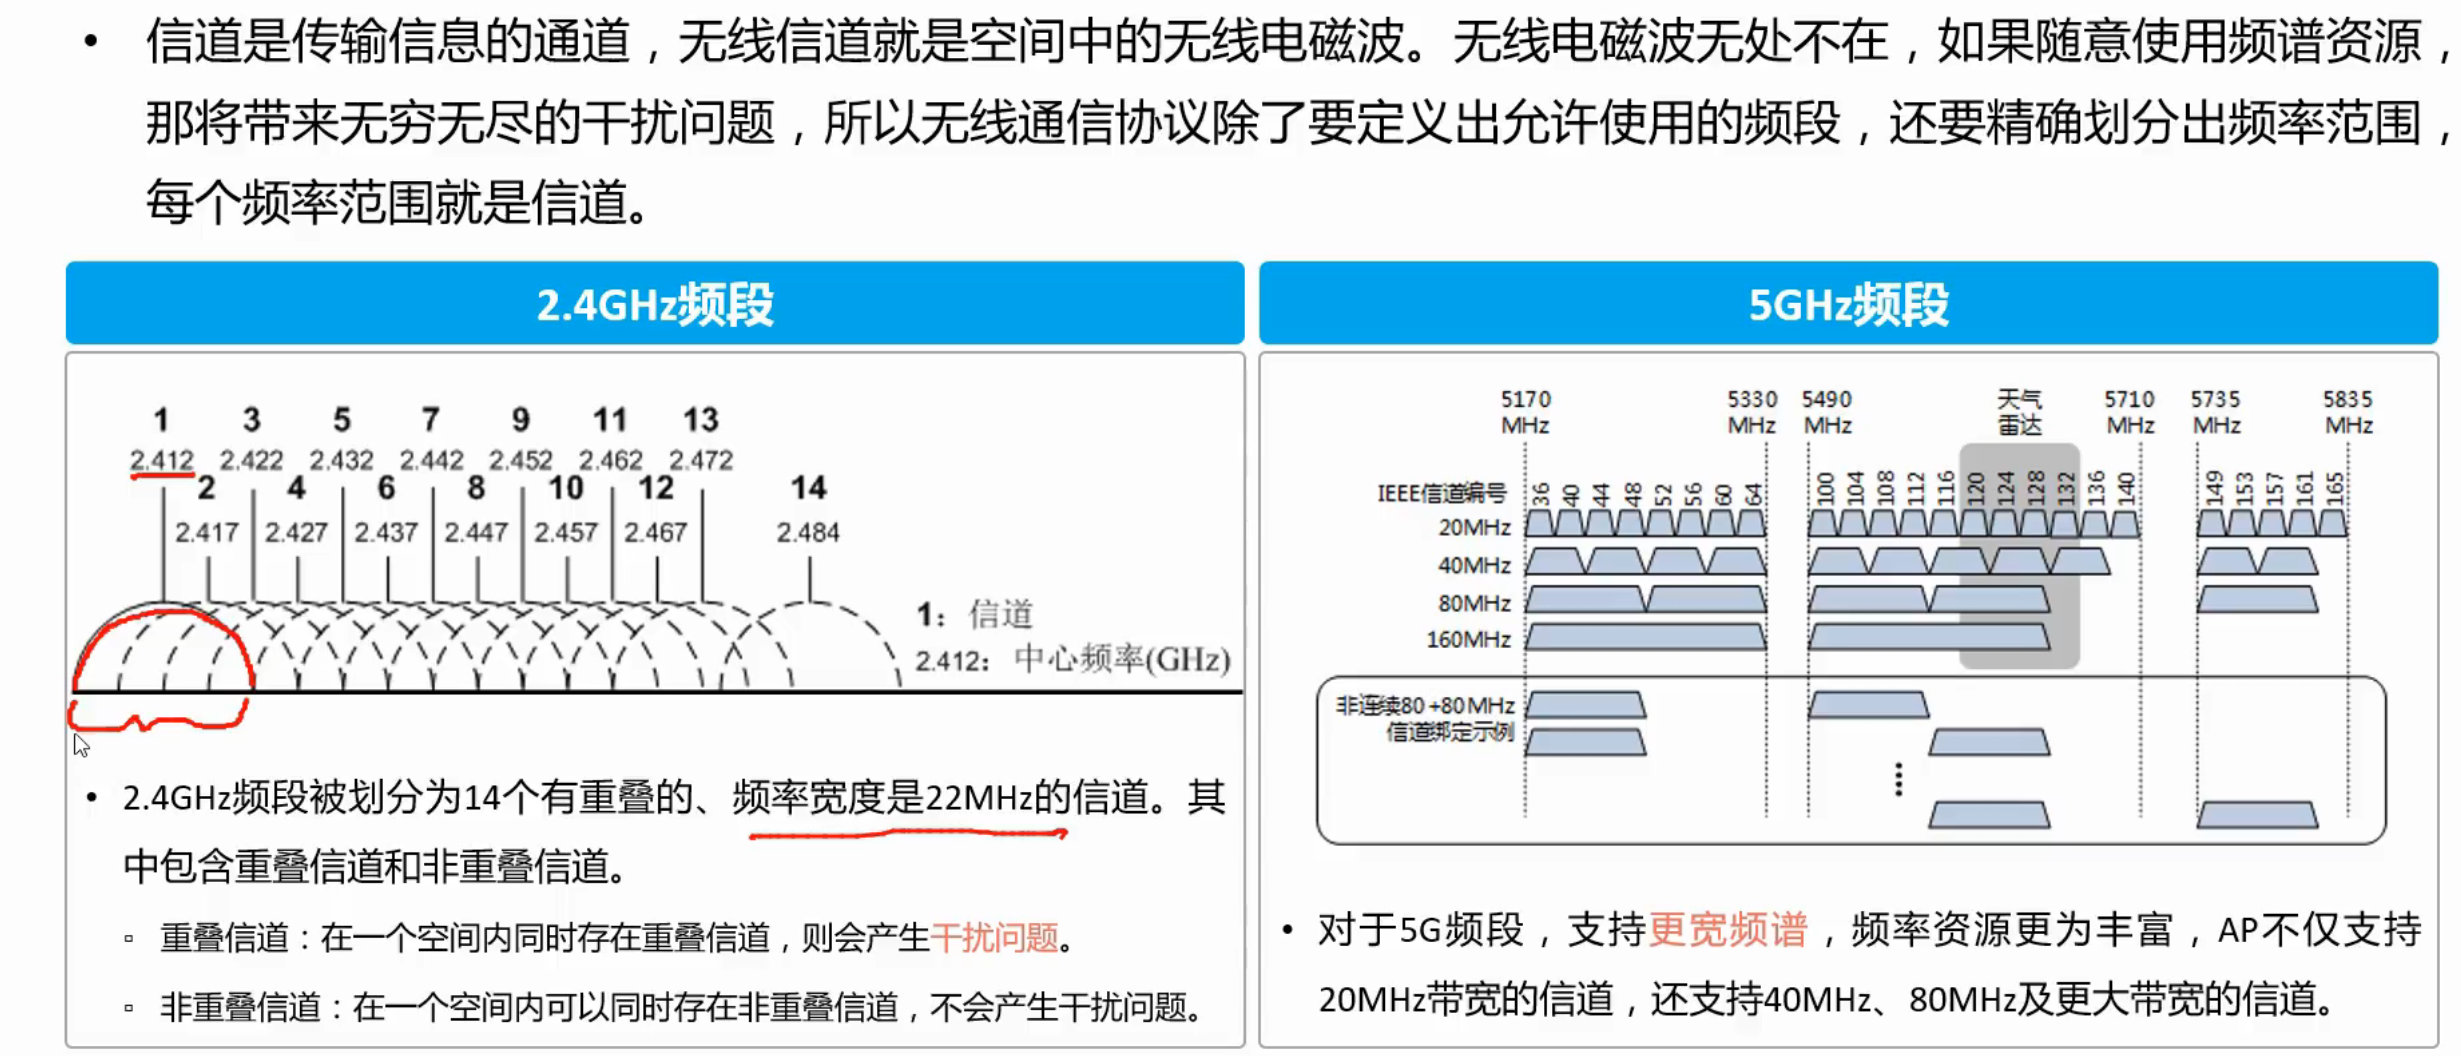 • 信道是传输信息的通道，无线信道就是空间中的无线电磁波。无线电磁波无处不在，如果随意使用频谱资源，
那将带来无穷无尽的干扰问题，所以无线通信协议除了要定义出允许使用的频段，还要精确划分出频率范围，
每个频率范围就是信道。
2.4GHz频段
1 3 5 7 9 11 13
2.412 2.422 2.432 2.442 2.452 2.462 2.472
2 4 6 8 10 12 14
2.417 2.427 2.437 2.447 2.457 2.467 2.484
1：信道
2.412：中心频率(GHz)
• 2.4GHz频段被划分为14个有重叠的、频率宽度是22MHz的信道。其
中包含重叠信道和非重叠信道。
▫ 重叠信道：在一个空间内同时存在重叠信道，则会产生干扰问题。
▫ 非重叠信道：在一个空间内可以同时存在非重叠信道，不会产生干扰问题。
5GHz频段
5170 5330 5490 天气 5710 5735 5835
MHz MHz MHz 雷达 MHz MHz MHz
IEEE信道编号 36 40 44 48 52 56 60 64 100 104 108 112 116 120 124 128 132 136 140 149 153 157 161 165
20MHz
40MHz
80MHz
160MHz
非连续80+80MHz
信道绑定示例
• 对于5G频段，支持更宽频谱，频率资源更为丰富，AP不仅支持
20MHz带宽的信道，还支持40MHz、80MHz及更大带宽的信道。